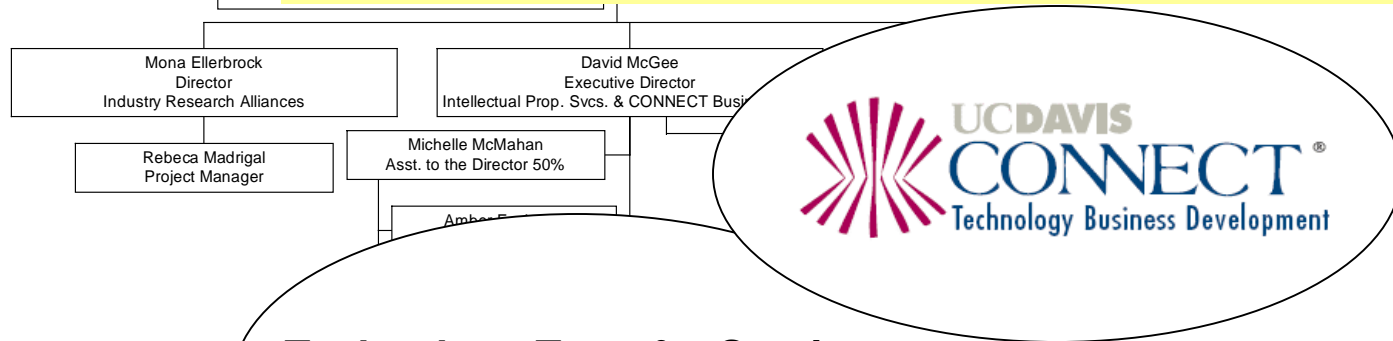 Mona Ellerbrock
Director
Industry Research Alliances
David McGee
Executive Director
Intellectual Prop. Svcs. & CONNECT
Michelle McMahan
Asst. to the Director 50%
Rebeca Madrigal
Project Manager
Amber
UCDAVIS
CONNECT®
Technology Business Development